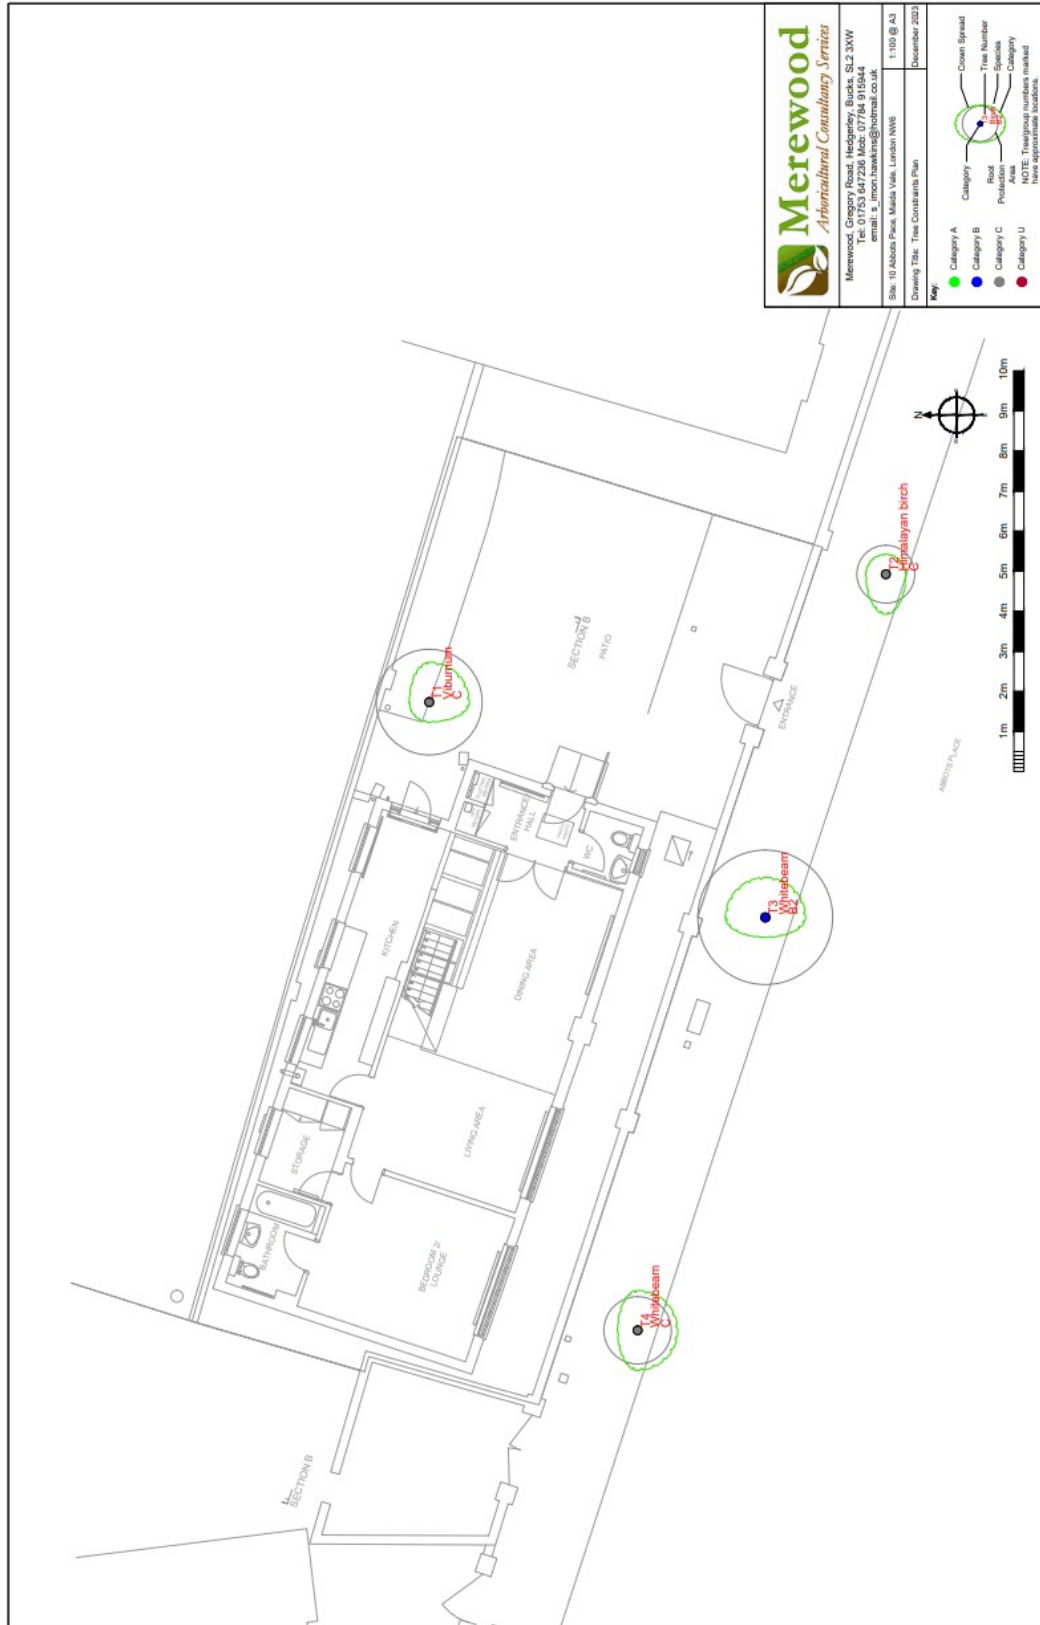 Merewood
Arboricultural Consultancy Services
Merewood, Gregory Road, Hedgerley, Bucks, SL2 3XW
Tel: 01753 647236 Mob: 07784 915944
email: s_imon.hawkins@hotmail.co.uk
Site: 10 Abbots Place, Maida Vale, London NW6
1:100 @ A3
Drawing Title: Tree Constraints Plan
December 2023
Key:
Category A
Category B
Category C
Category U
Category
Root
Protection
Area
Crown Spread
Tree Number
Species
Category
NOTE: Tree/group numbers marked
have approximate locations.
N
1m 2m 3m 4m 5m 6m 7m 8m 9m 10m
T1
Viburnum
C
T2
Himalayan birch
C
T3
Whitebeam
B2
T4
Whitebeam
C
SECTION B
PATIO
ENTRANCE
ABBOTS PLACE
ENTRANCE
HALL
WC
KITCHEN
DINING AREA
LIVING AREA
STORAGE
BATHROOM
BEDROOM 2/
LOUNGE
SECTION B